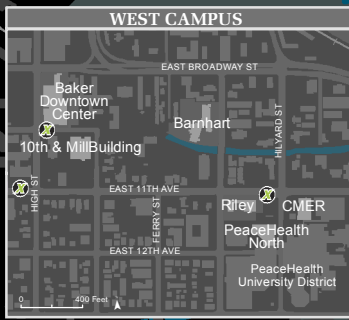 WEST CAMPUS
EAST BROADWAY ST
Baker
Downtown
Center
Barnhart
HILYARD ST
10th & MillBuilding
HIGH ST
EAST 11TH AVE
FERRY ST
Riley
CMER
PeaceHealth
North
EAST 12TH AVE
PeaceHealth
University District
0
400 Feet